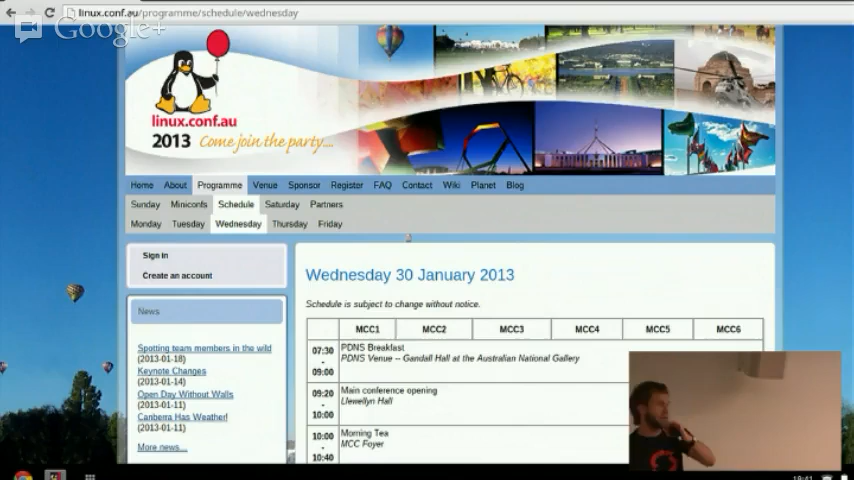 linux.conf.au/programme/schedule/wednesday
Google+
linux.conf.au
2013 Come join the party....
Home About Programme Venue Sponsor Register FAQ Contact Wiki Planet Blog
Sunday Miniconfs Schedule Saturday Partners
Monday Tuesday Wednesday Thursday Friday
Sign in
Create an account
News
Spotting team members in the wild
(2013-01-18)
Keynote Changes
(2013-01-14)
Open Day Without Walls
(2013-01-11)
Canberra Has Weather!
(2013-01-11)
More news...
Wednesday 30 January 2013
Schedule is subject to change without notice.
MCC1 MCC2 MCC3 MCC4 MCC5 MCC6
07:30 - 09:00
PDNS Breakfast
PDNS Venue -- Gandall Hall at the Australian National Gallery
09:20 - 10:00
Main conference opening
Llewellyn Hall
10:00 - 10:40
Morning Tea
MCC Foyer